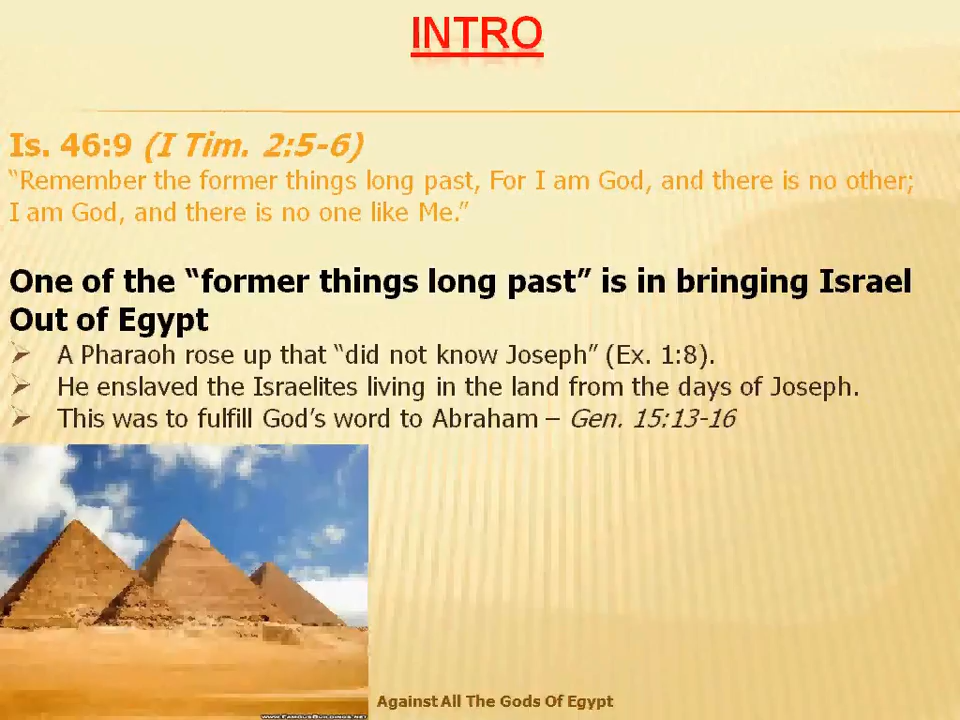 INTRO
Is. 46:9 (I Tim. 2:5-6)
“Remember the former things long past, For I am God, and there is no other;
I am God, and there is no one like Me.”
One of the “former things long past” is in bringing Israel
Out of Egypt
➢ A Pharaoh rose up that “did not know Joseph” (Ex. 1:8).
➢ He enslaved the Israelites living in the land from the days of Joseph.
➢ This was to fulfill God’s word to Abraham – Gen. 15:13-16
www.FamousBuildings.net
Against All The Gods Of Egypt